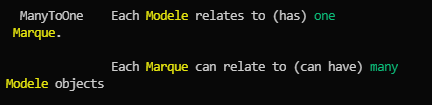 ManyToOne    Each Modele relates to (has) one
Marque.
Each Marque can relate to (can have) many
Modele objects